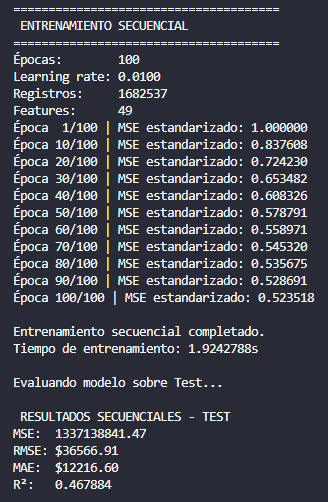 ======================================
ENTRENAMIENTO SECUENCIAL
======================================
Épocas: 100
Learning rate: 0.0100
Registros: 1682537
Features: 49
Época 1/100 | MSE estandarizado: 1.000000
Época 10/100 | MSE estandarizado: 0.837608
Época 20/100 | MSE estandarizado: 0.724230
Época 30/100 | MSE estandarizado: 0.653482
Época 40/100 | MSE estandarizado: 0.608326
Época 50/100 | MSE estandarizado: 0.578791
Época 60/100 | MSE estandarizado: 0.558971
Época 70/100 | MSE estandarizado: 0.545320
Época 80/100 | MSE estandarizado: 0.535675
Época 90/100 | MSE estandarizado: 0.528691
Época 100/100 | MSE estandarizado: 0.523518
Entrenamiento secuencial completado.
Tiempo de entrenamiento: 1.9242788s
Evaluando modelo sobre Test...
RESULTADOS SECUENCIALES - TEST
MSE: 1337138841.47
RMSE: $36566.91
MAE: $12216.60
R²: 0.467884